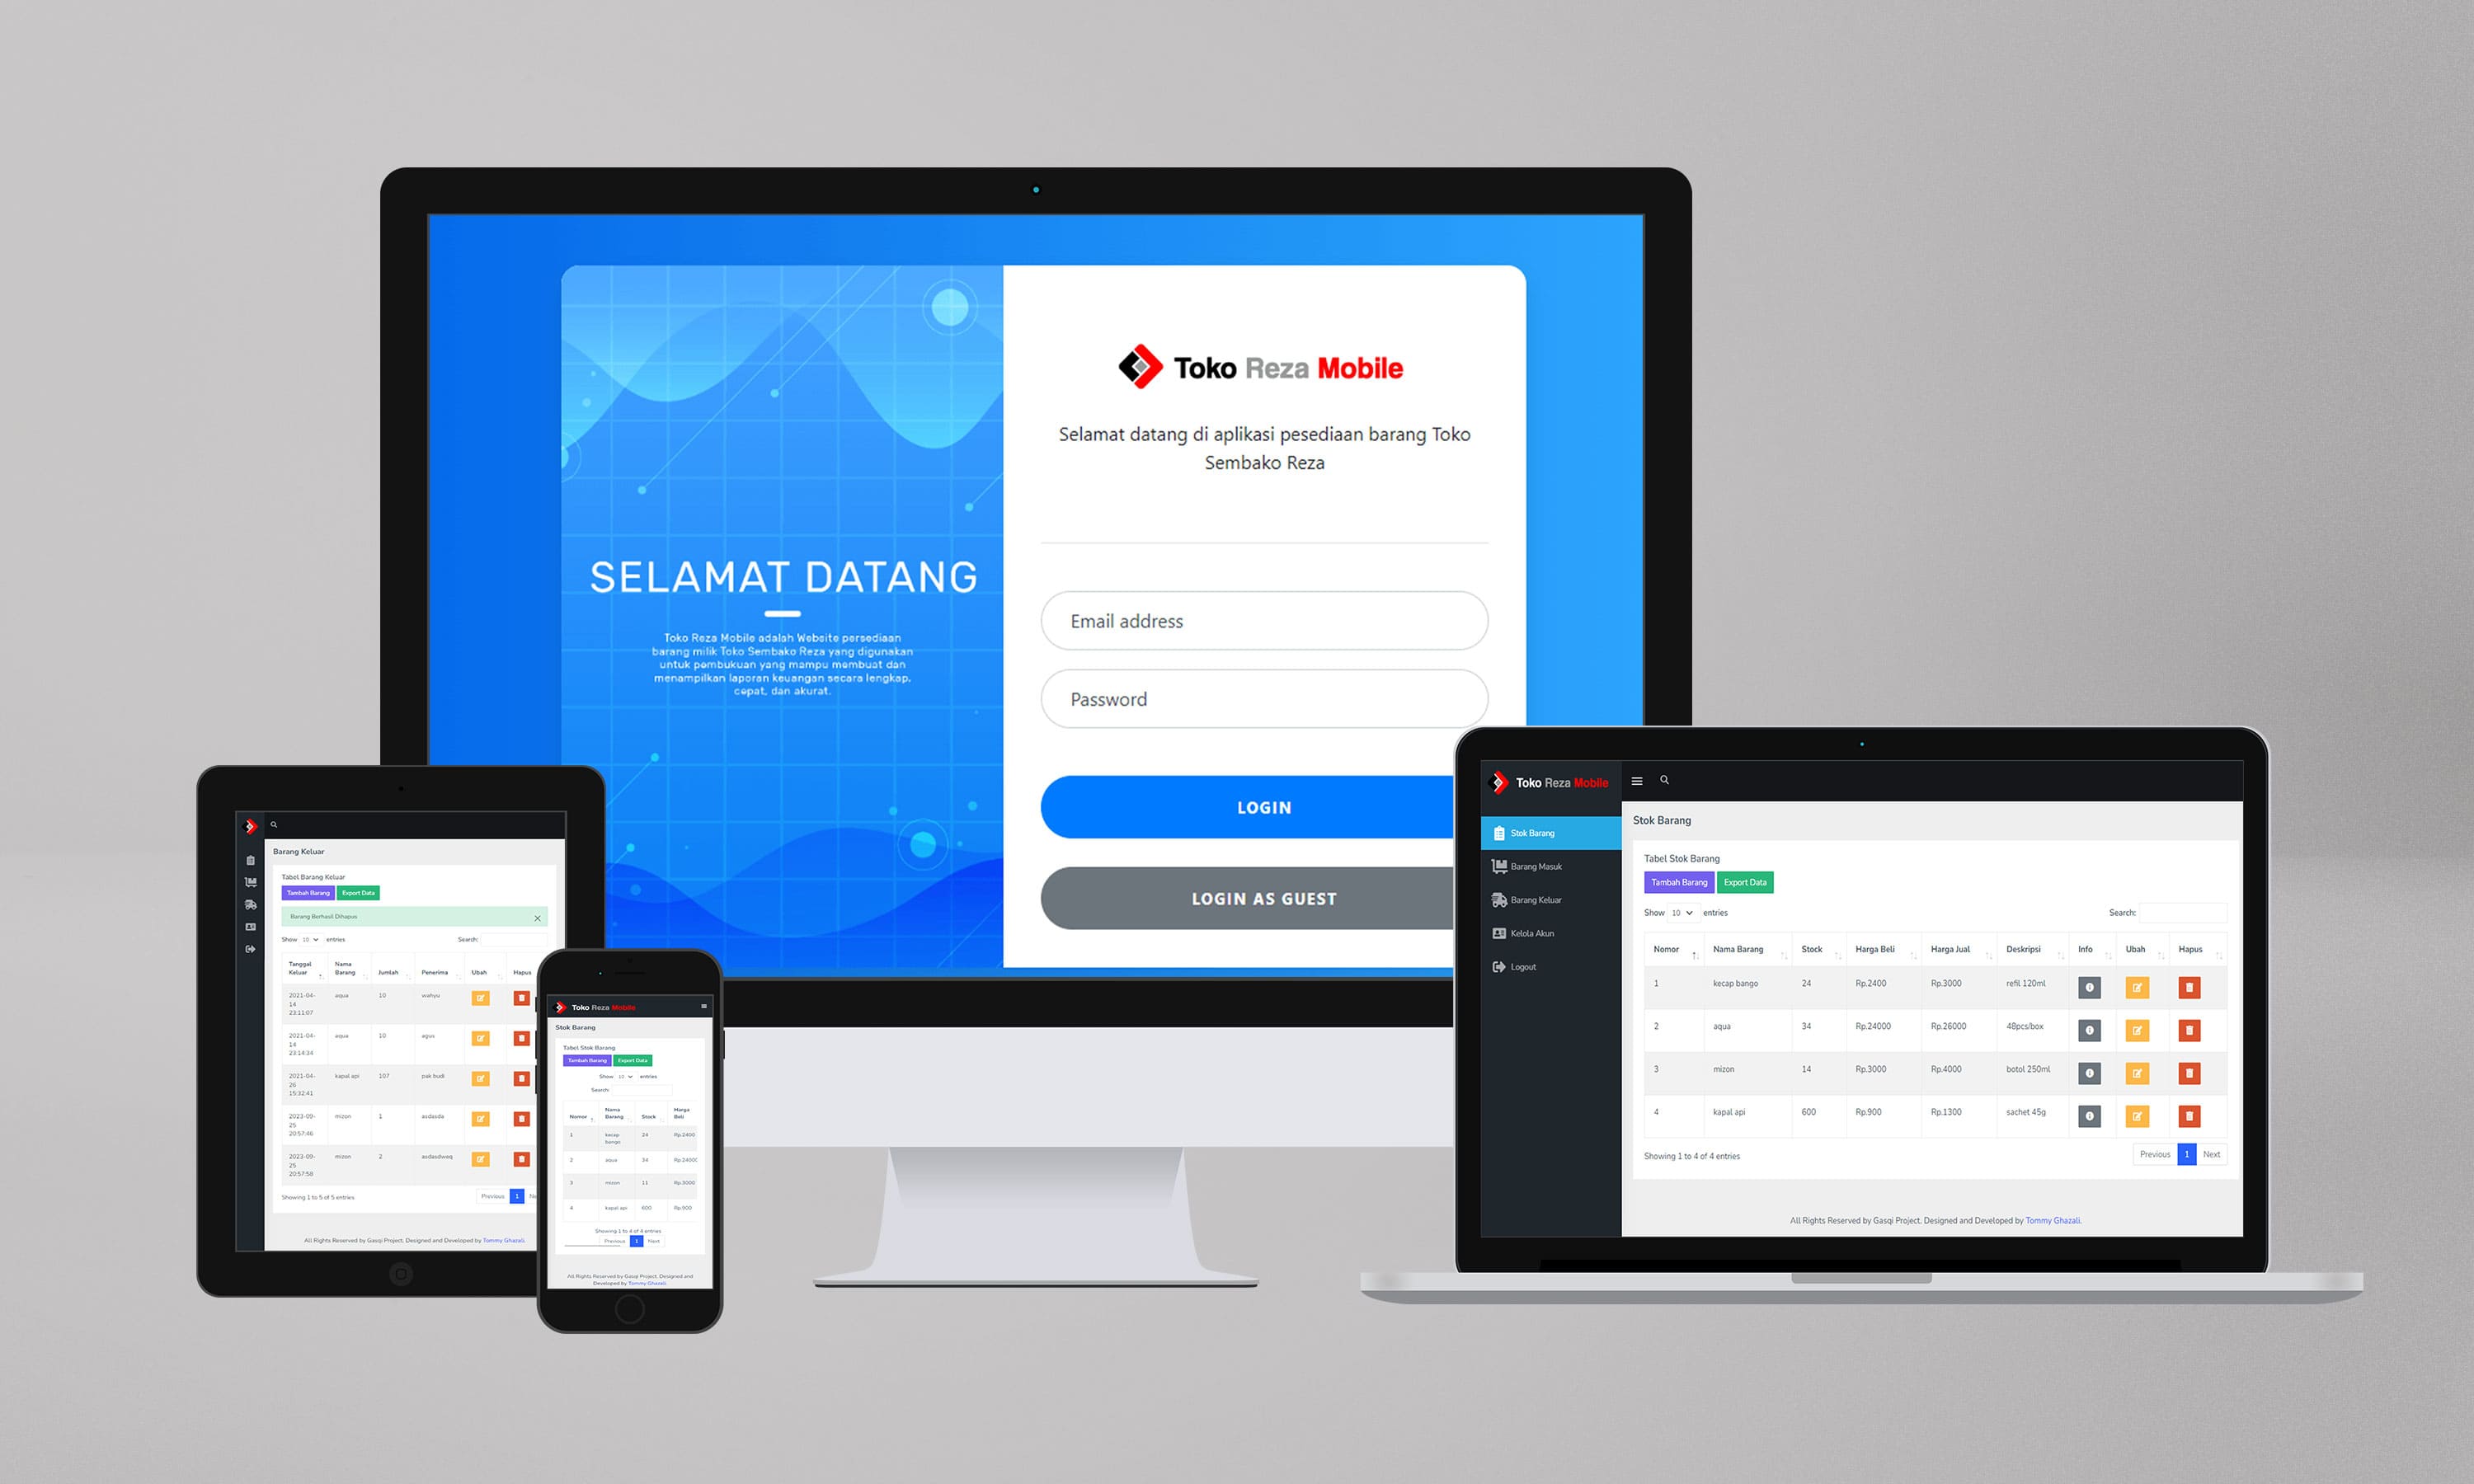 Toko Reza Mobile
Selamat datang di aplikasi pesediaan barang Toko
Sembako Reza
SELAMAT DATANG
Toko Reza Mobile adalah Website persediaan
barang milik Toko Sembako Reza yang digunakan
untuk pembukuan yang mampu membuat dan
menampilkan laporan keuangan secara lengkap,
cepat, dan akurat.
Email address
Password
LOGIN
LOGIN AS GUEST
Barang Keluar
Tabel Barang Keluar
Tambah Barang Export Data
Barang Berhasil Dihapus
Show 10 entries Search:
Tanggal Keluar Nama Barang Jumlah Penerima Ubah Hapus
2021-04-14 23:11:07 aqua 10 wahyu
2021-04-14 23:14:34 aqua 10 agus
2021-04-26 15:32:41 kapal api 107 pak budi
2023-09-25 20:57:46 mizon 1 asdasda
2023-09-25 20:57:58 mizon 2 asdasdwaq
Showing 1 to 5 of 5 entries
Previous 1
All Rights Reserved by Gasqi Project. Designed and Developed by Tommy Ghazali.
Toko Reza Mobile
Stok Barang
Tabel Stok Barang
Tambah Barang Export Data
Show 10 entries
Search:
Nomor Nama Barang Stock Harga Beli
1 kecap bango 24 Rp.2400
2 aqua 34 Rp.24000
3 mizon 11 Rp.3000
4 kapal api 600 Rp.900
Showing 1 to 4 of 4 entries
Previous 1 Next
All Rights Reserved by Gasqi Project. Designed and
Developed by Tommy Ghazali.
Toko Reza Mobile
Stok Barang
Barang Masuk
Barang Keluar
Kelola Akun
Logout
Stok Barang
Tabel Stok Barang
Tambah Barang Export Data
Show 10 entries Search:
Nomor Nama Barang Stock Harga Beli Harga Jual Deskripsi Info Ubah Hapus
1 kecap bango 24 Rp.2400 Rp.3000 refil 120ml
2 aqua 34 Rp.24000 Rp.26000 48pcs/box
3 mizon 14 Rp.3000 Rp.4000 botol 250ml
4 kapal api 600 Rp.900 Rp.1300 sachet 45g
Showing 1 to 4 of 4 entries
Previous 1 Next
All Rights Reserved by Gasqi Project. Designed and Developed by Tommy Ghazali.